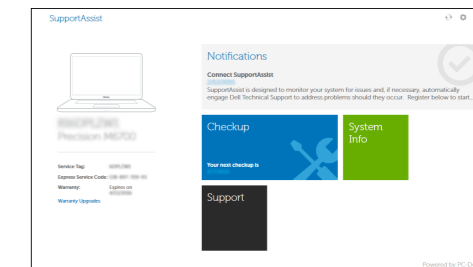 SupportAssist
Notifications
Connect SupportAssist
SupportAssist is designed to monitor your system for issues and, if necessary, automatically
engage Dell Technical Support to address problems should they occur. Register below to start..
Precision M6700
Checkup
Your next checkup is
System
Info
Service Tag:
Express Service Code:
Warranty: Expires on
Warranty Upgrades
Support
Powered by PC-D